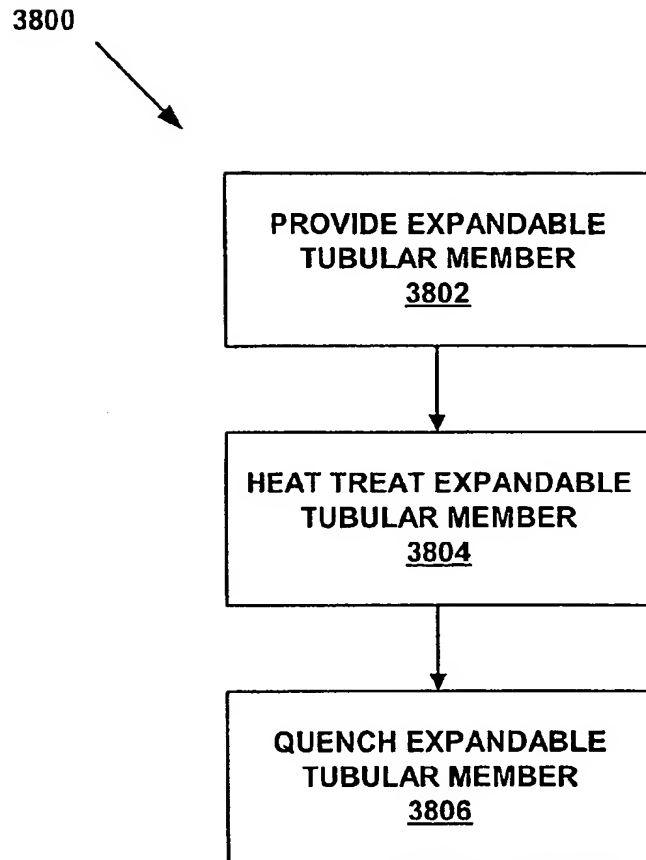 3800
PROVIDE EXPANDABLE
TUBULAR MEMBER
3802
HEAT TREAT EXPANDABLE
TUBULAR MEMBER
3804
QUENCH EXPANDABLE
TUBULAR MEMBER
3806